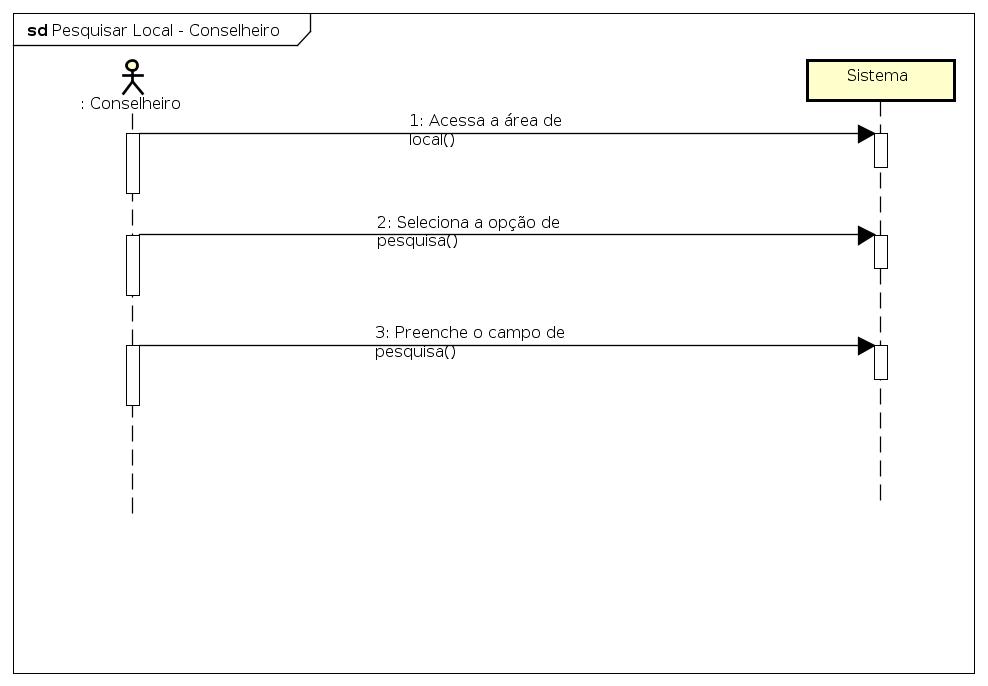 sd Pesquisar Local - Conselheiro
: Conselheiro
Sistema
1: Acessa a área de
local()
2: Seleciona a opção de
pesquisa()
3: Preenche o campo de
pesquisa()